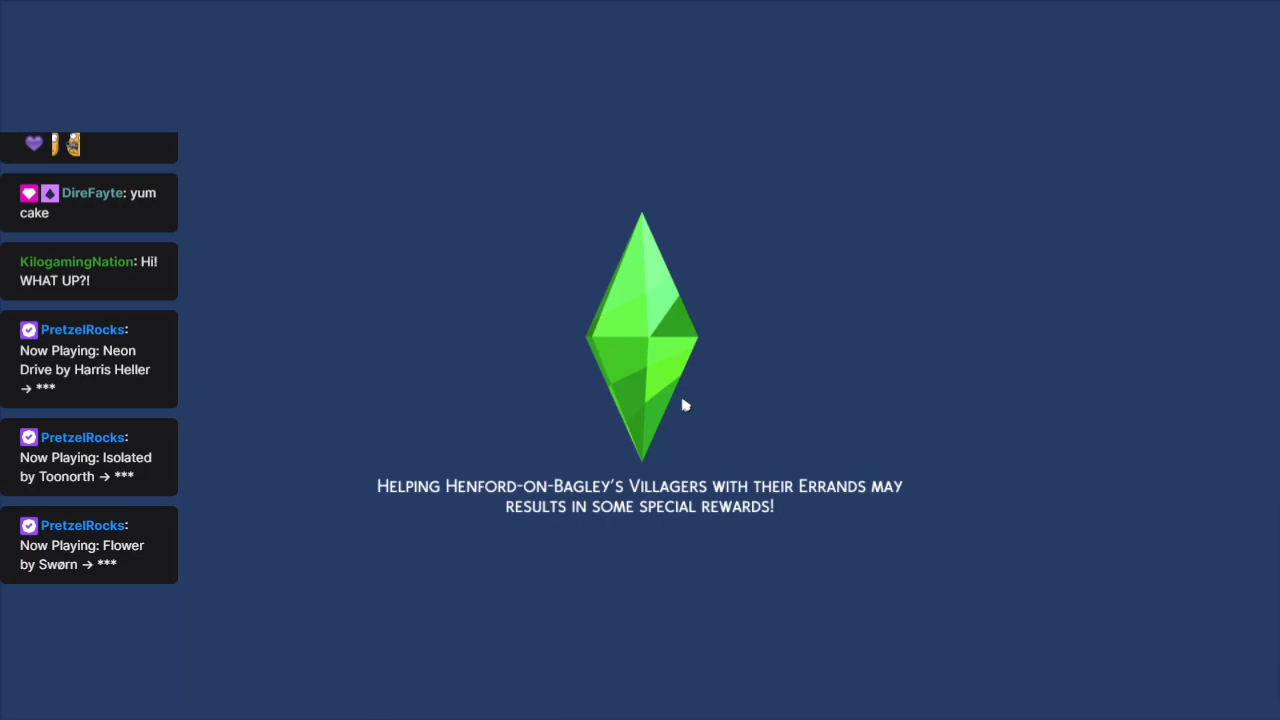 DireFayte: yum
cake
KilogamingNation: Hi!
WHAT UP?!
PretzelRocks:
Now Playing: Neon
Drive by Harris Heller
→ ***
PretzelRocks:
Now Playing: Isolated
by Toonorth → ***
PretzelRocks:
Now Playing: Flower
by Swørn → ***
Helping Henford-on-Bagley's Villagers with their Errands may
results in some special rewards!